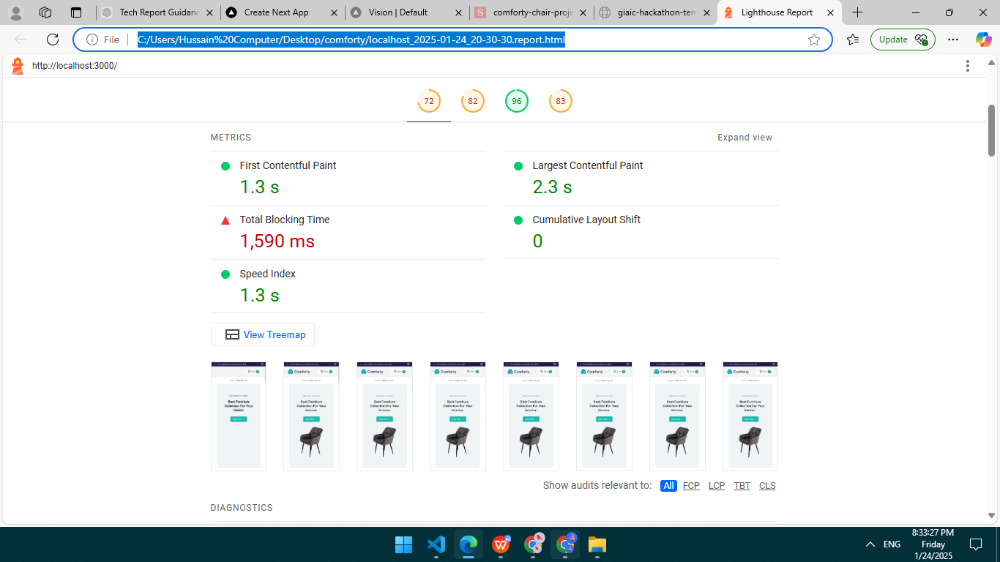 Tech Report Guidanc
Create Next App
Vision | Default
comforty-chair-proje
giaic-hackathon-tem
Lighthouse Report
File
C:/Users/Hussain%20Computer/Desktop/comforty/localhost_2025-01-24_20-30-30.report.html
Update
http://localhost:3000/
72 82 96 83
METRICS
Expand view
First Contentful Paint
1.3 s
Largest Contentful Paint
2.3 s
Total Blocking Time
1,590 ms
Cumulative Layout Shift
0
Speed Index
1.3 s
View Treemap
Comforty
Best Furniture
Collection For Your
Interior.
Show audits relevant to: All FCP LCP TBT CLS
DIAGNOSTICS
ENG
8:33:27 PM
Friday
1/24/2025